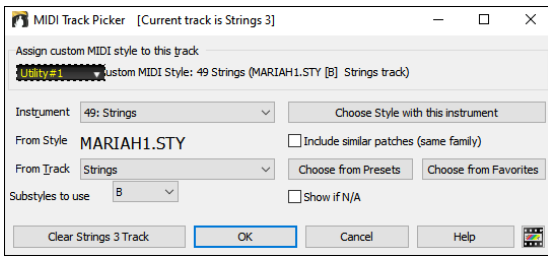 MIDI Track Picker [Current track is Strings 3]
Assign custom MIDI style to this track
Utility#1 ustom MIDI Style: 49 Strings (MARIAH1.STY [B] Strings track)
Instrument 49: Strings Choose Style with this instrument
From Style MARIAH1.STY Include similar patches (same family)
From Track Strings Choose from Presets Choose from Favorites
Substyles to use B Show if N/A
Clear Strings 3 Track OK Cancel Help